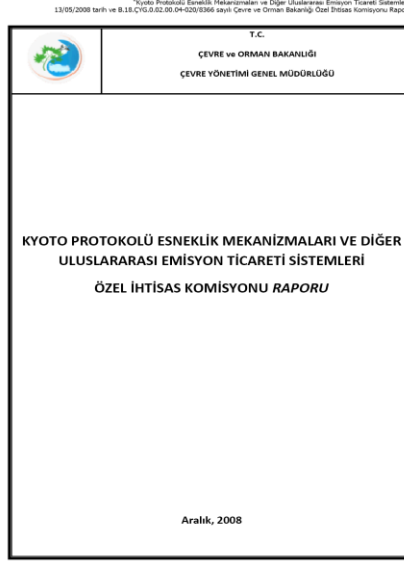 "Kyoto Protokolü Esneklik Mekanizmaları ve Diğer Uluslararası Emisyon Ticareti Sistemle
13/05/2008 tarih ve B.18.ÇYG.0.02.00.04-020/8366 sayılı Çevre ve Orman Bakanlığı Özel İhtisas Komisyonu Rapo
T.C.
ÇEVRE ve ORMAN BAKANLIĞI
ÇEVRE YÖNETİMİ GENEL MÜDÜRLÜĞÜ
KYOTO PROTOKOLÜ ESNEKLİK MEKANİZMALARI VE DİĞER
ULUSLARARASI EMİSYON TİCARETİ SİSTEMLERİ
ÖZEL İHTİSAS KOMİSYONU RAPORU
Aralık, 2008